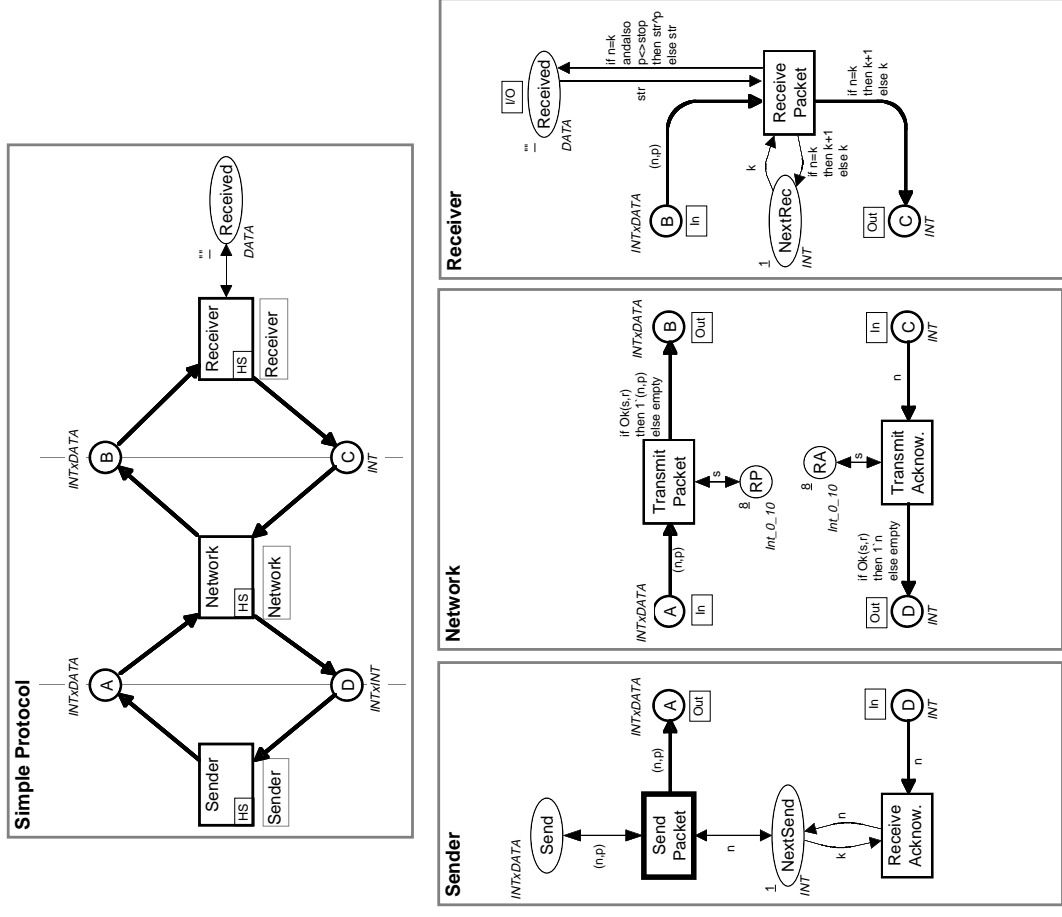 Simple Protocol
INTxDATA
INTxDATA
A
B
Sender
HS
Sender
Network
HS
Network
Receiver
HS
Receiver
""
Received
DATA
D
INTxINT
C
INT
Sender
INTxDATA
Send
(n,p)
Send
Packet
(n,p)
INTxDATA
A
Out
n
1
NextSend
INT
k
n
Receive
Acknow.
n
In
D
INT
Network
INTxDATA
A
In
(n,p)
Transmit
Packet
if Ok(s,r)
then 1`(n,p)
else empty
INTxDATA
B
Out
s
8
RP
Int_0_10
8
RA
Int_0_10
s
Out
D
INT
if Ok(s,r)
then 1`n
else empty
Transmit
Acknow.
n
In
C
INT
Receiver
I/O
""
Received
DATA
str
if n=k
andalso
p<>stop
then str^p
else str
INTxDATA
B
In
(n,p)
Receive
Packet
k
if n=k
then k+1
else k
1
NextRec
INT
if n=k
then k+1
else k
Out
C
INT